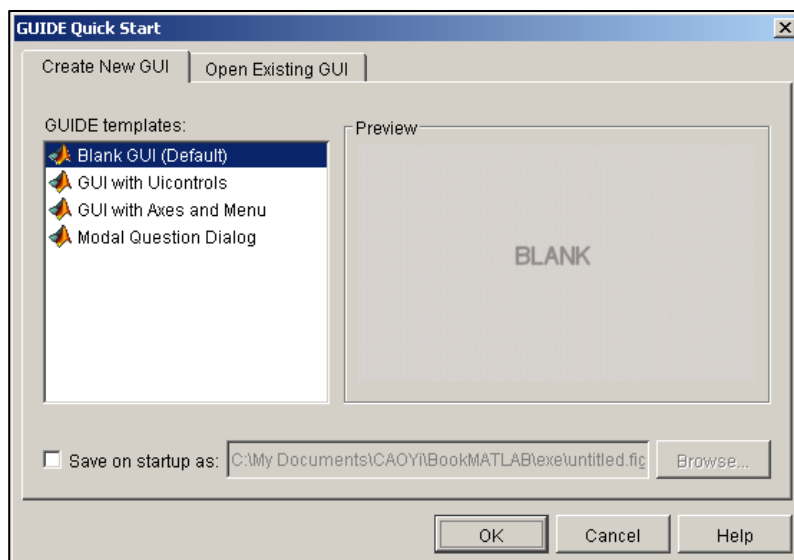 GUIDE Quick Start
Create New GUI
Open Existing GUI
GUIDE templates:
Preview
Blank GUI (Default)
GUI with Uicontrols
GUI with Axes and Menu
Modal Question Dialog
BLANK
Save on startup as:
C:\My Documents\CAOYi\BookMATLAB\exe\untitled.fig
Browse...
OK
Cancel
Help